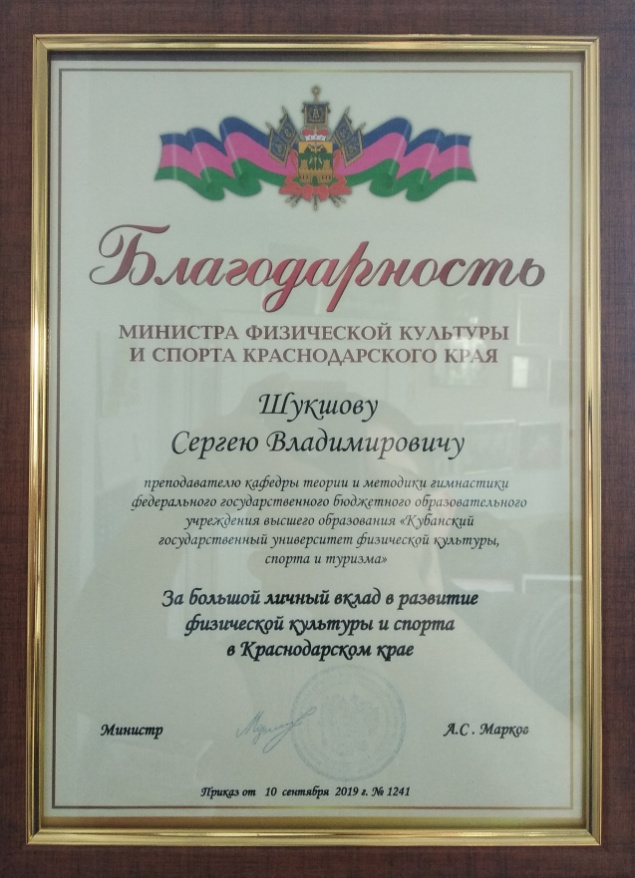 Благодарность
МИНИСТРА ФИЗИЧЕСКОЙ КУЛЬТУРЫ
И СПОРТА КРАСНОДАРСКОГО КРАЯ
Шукшову
Сергею Владимировичу
преподавателю кафедры теории и методики гимнастики
федерального государственного бюджетного образовательного
учреждения высшего образования «Кубанский
государственный университет физической культуры,
спорта и туризма»
За большой личный вклад в развитие
физической культуры и спорта
в Краснодарском крае
Министр А.С. Марков
Приказ от 10 сентября 2019 г. № 1241